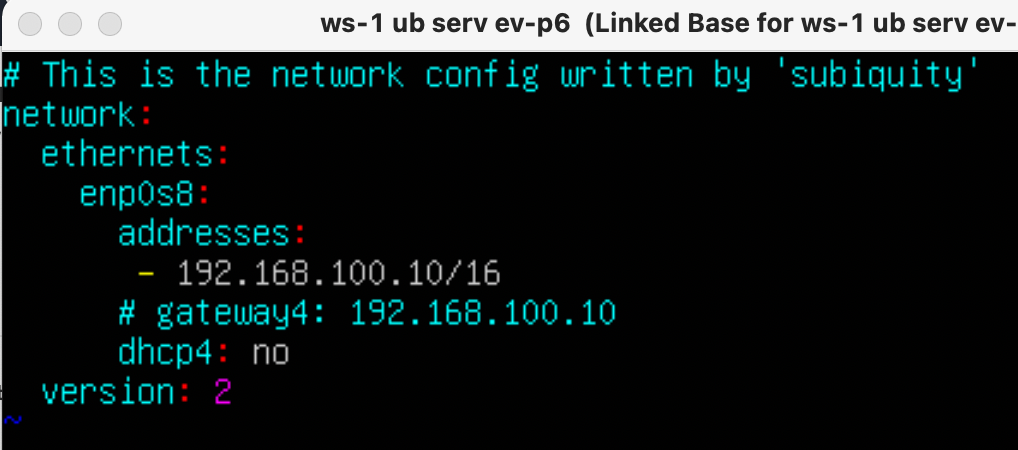 ws-1 ub serv ev-p6 (Linked Base for ws-1 ub serv ev-
# This is the network config written by 'subiquity'
network:
  ethernets:
    enp0s8:
      addresses:
       - 192.168.100.10/16
      # gateway4: 192.168.100.10
      dhcp4: no
  version: 2
~